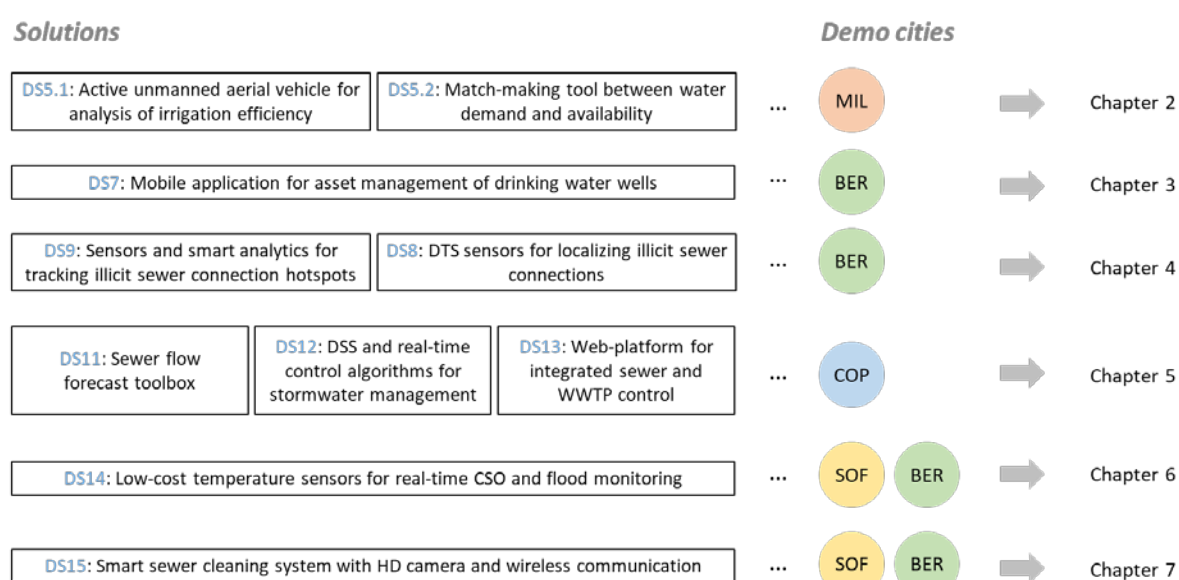 Solutions
Demo cities
DS5.1: Active unmanned aerial vehicle for
analysis of irrigation efficiency
DS5.2: Match-making tool between water
demand and availability
...
MIL
Chapter 2
DS7: Mobile application for asset management of drinking water wells
...
BER
Chapter 3
DS9: Sensors and smart analytics for
tracking illicit sewer connection hotspots
DS8: DTS sensors for localizing illicit sewer
connections
...
BER
Chapter 4
DS11: Sewer flow
forecast toolbox
DS12: DSS and real-time
control algorithms for
stormwater management
DS13: Web-platform for
integrated sewer and
WWTP control
...
COP
Chapter 5
DS14: Low-cost temperature sensors for real-time CSO and flood monitoring
...
SOF
BER
Chapter 6
DS15: Smart sewer cleaning system with HD camera and wireless communication
...
SOF
BER
Chapter 7